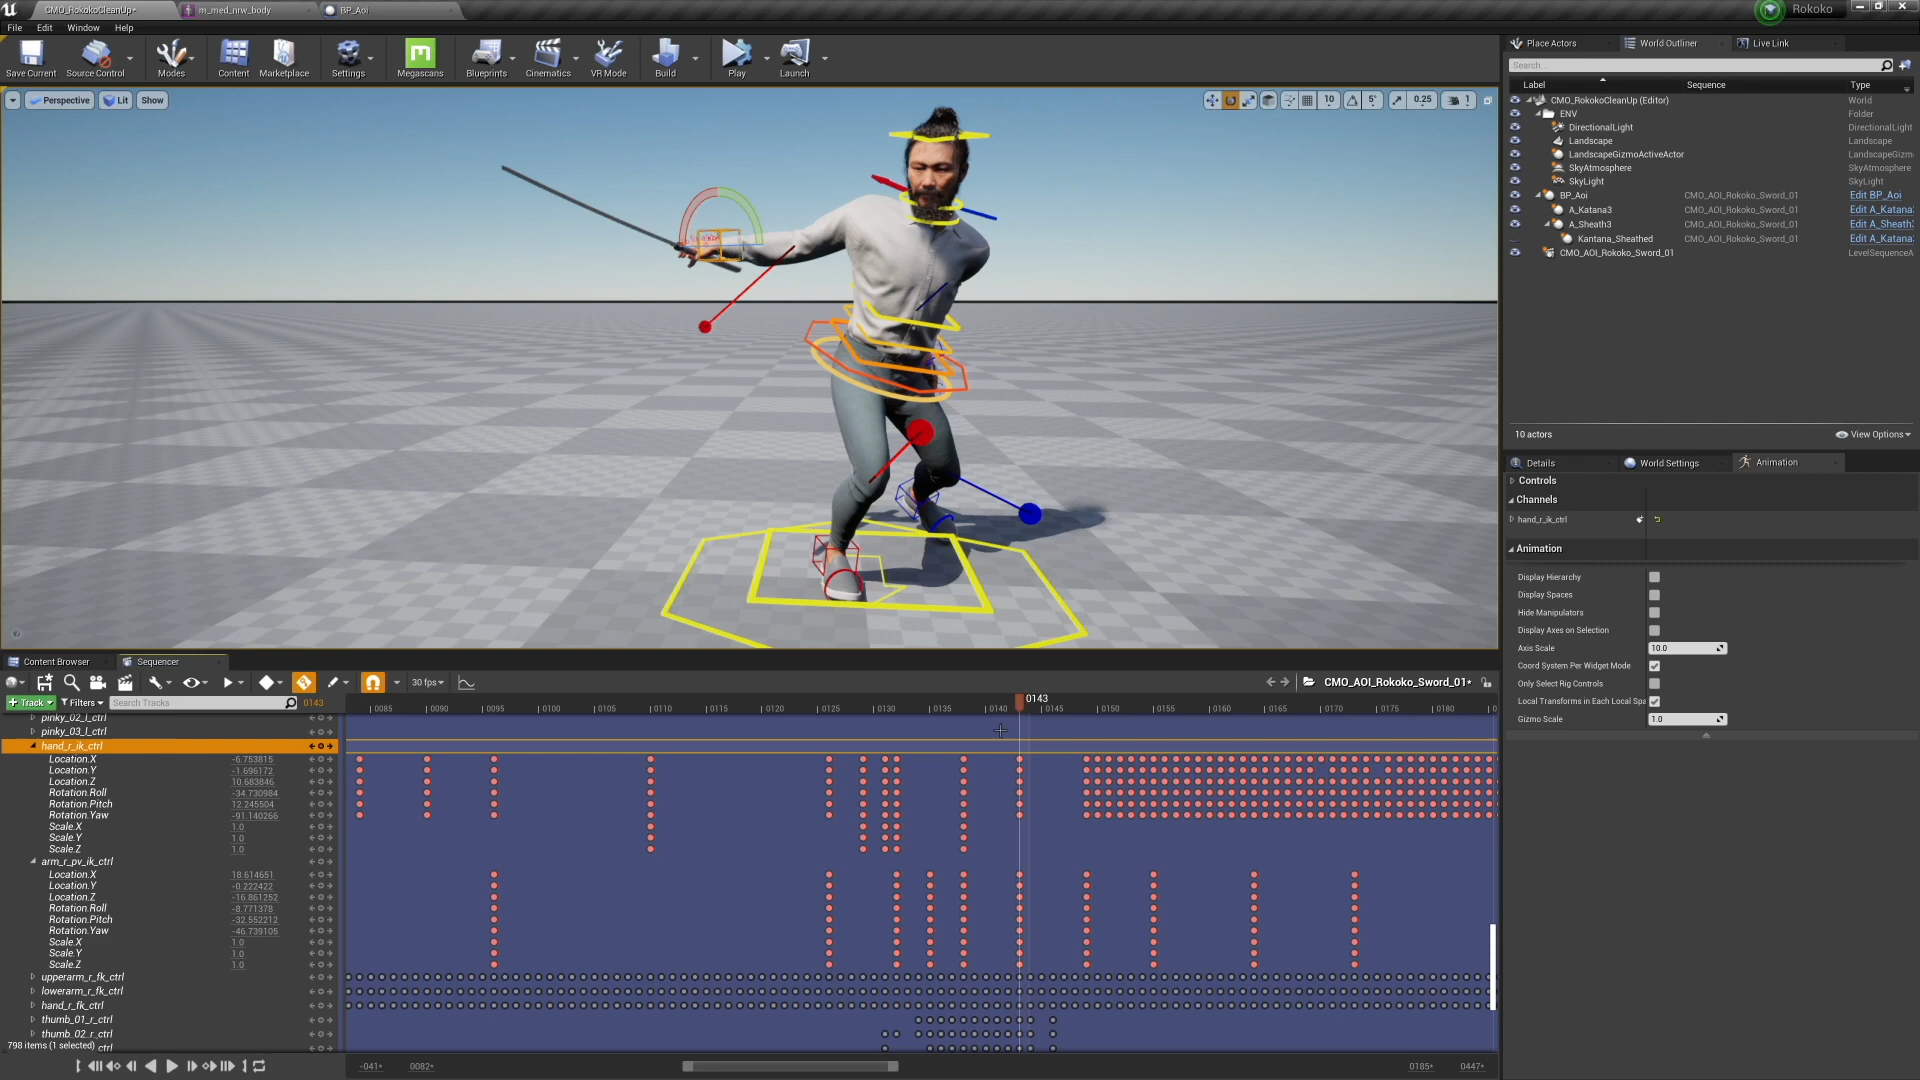 CMO_RokokoCleanUp*
m_med_nrw_body
BP_Aoi
Rokoko
File Edit Window Help
Save Current
Source Control
Modes
Content
Marketplace
Settings
Megascans
Blueprints
Cinematics
VR Mode
Build
Play
Launch
Perspective
Lit
Show
10
5°
0.25
1
Place Actors
World Outliner
Live Link
Search...
Label
Sequence
Type
CMO_RokokoCleanUp (Editor) World
ENV Folder
DirectionalLight DirectionalLight
Landscape Landscape
LandscapeGizmoActiveActor LandscapeGizm
SkyAtmosphere SkyAtmosphere
SkyLight SkyLight
BP_Aoi CMO_AOI_Rokoko_Sword_01 Edit BP_Aoi
A_Katana3 CMO_AOI_Rokoko_Sword_01 Edit A_Katana3
A_Sheath3 CMO_AOI_Rokoko_Sword_01 Edit A_Sheath3
Kantana_Sheathed CMO_AOI_Rokoko_Sword_01 Edit A_Katana
CMO_AOI_Rokoko_Sword_01 LevelSequenceA
10 actors
View Options
Details
World Settings
Animation
Controls
Channels
hand_r_ik_ctrl
Animation
Display Hierarchy
Display Spaces
Hide Manipulators
Display Axes on Selection
Axis Scale 10.0
Coord System Per Widget Mode
Only Select Rig Controls
Local Transforms in Each Local Spa
Gizmo Scale 1.0
Content Browser
Sequencer
30 fps
CMO_AOI_Rokoko_Sword_01*
+ Track
Filters
Search Tracks
0143
0143
0085 0090 0095 0100 0105 0110 0115 0120 0125 0130 0135 0140 0145 0150 0155 0160 0165 0170 0175 0180
pinky_02_l_ctrl
pinky_03_l_ctrl
hand_r_ik_ctrl
Location.X -6.753815
Location.Y -1.696172
Location.Z 10.683846
Rotation.Roll -34.730984
Rotation.Pitch 12.245504
Rotation.Yaw -91.140266
Scale.X 1.0
Scale.Y 1.0
Scale.Z 1.0
arm_r_pv_ik_ctrl
Location.X 18.614651
Location.Y -0.222422
Location.Z -16.861252
Rotation.Roll -8.771378
Rotation.Pitch -32.552212
Rotation.Yaw -46.739105
Scale.X 1.0
Scale.Y 1.0
Scale.Z 1.0
upperarm_r_fk_ctrl
lowerarm_r_fk_ctrl
hand_r_fk_ctrl
thumb_01_r_ctrl
thumb_02_r_ctrl
798 items (1 selected) ctrl
-041*
0082*
0185*
0447*